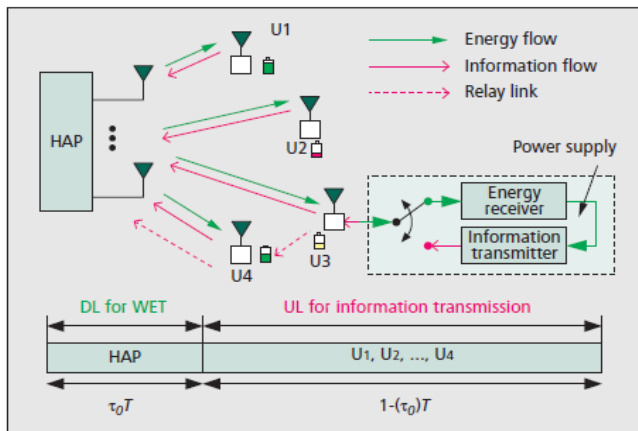 U1
Energy flow
Information flow
Relay link
HAP
U2
Power supply
Energy
receiver
Information
transmitter
U3
U4
DL for WET
UL for information transmission
HAP
U1, U2, ..., U4
τ0T
1-(τ0)T